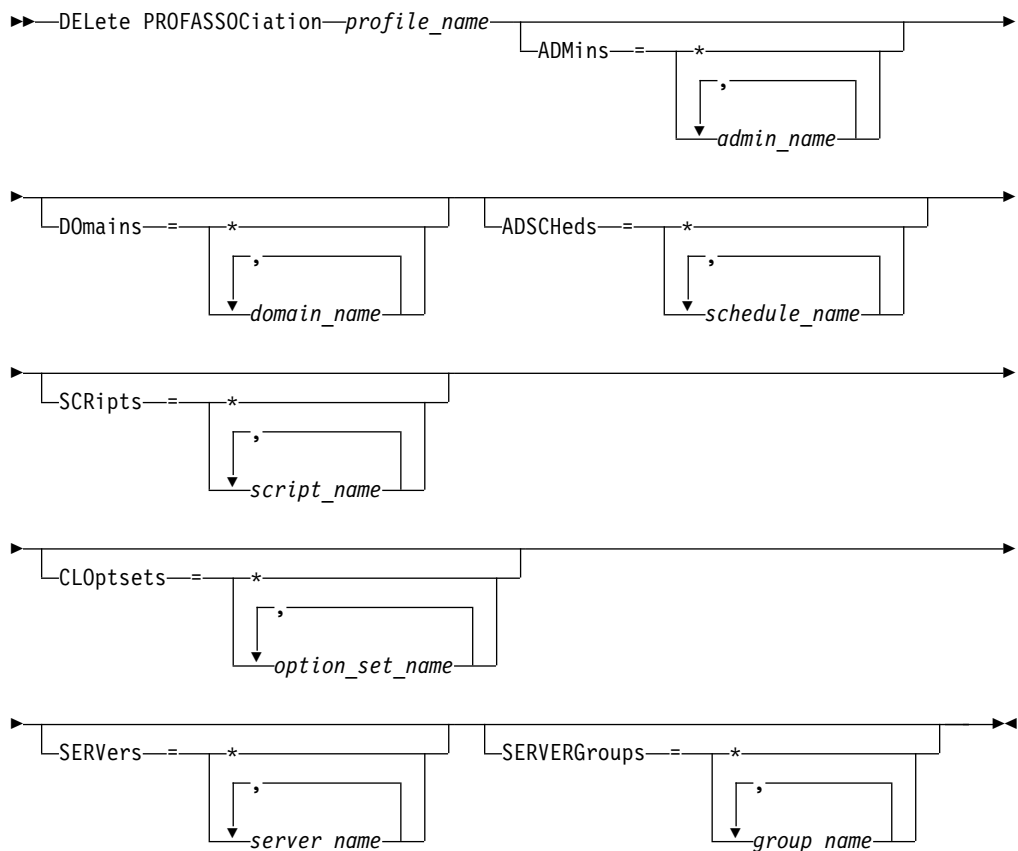 DELete PROFASSOCiation profile_name
ADMins = *
,
admin_name
DOmains = * ADSCHeds = *
, ,
domain_name schedule_name
SCRipts = *
,
script_name
CLOptsets = *
,
option_set_name
SERVers = * SERVERGroups = *
, ,
server_name group_name